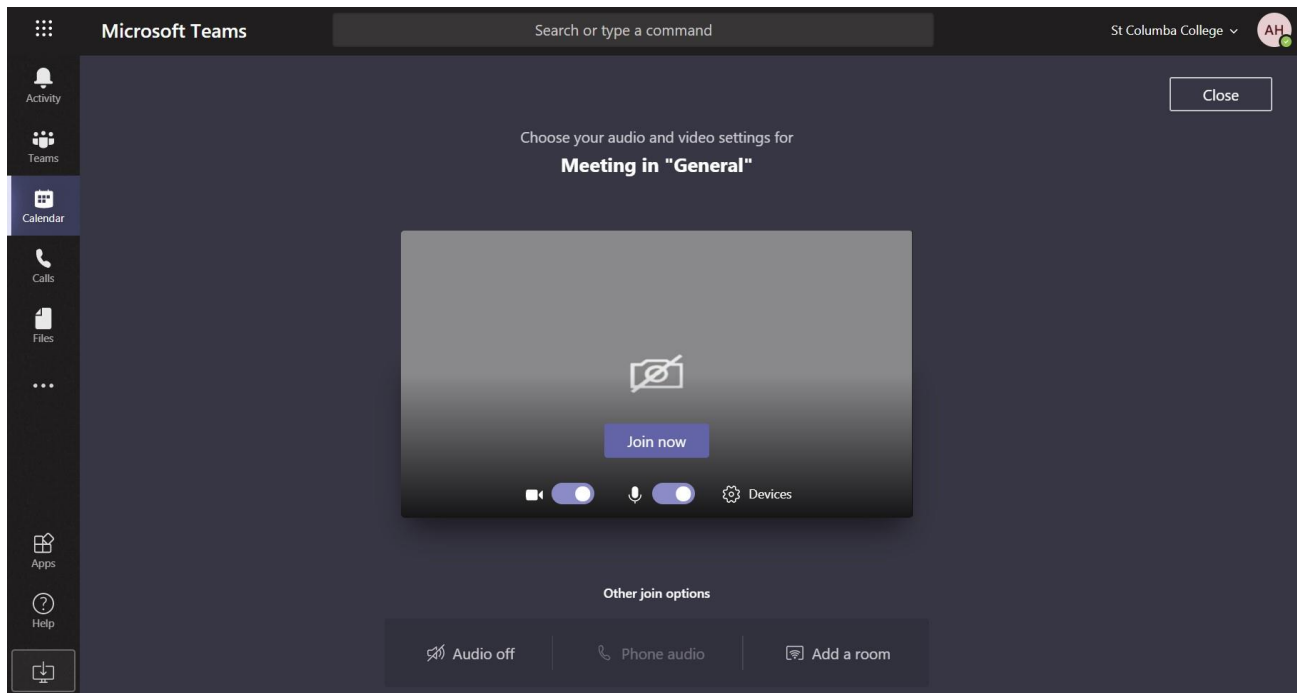 Microsoft Teams
Search or type a command
St Columba College
AH
Activity
Teams
Calendar
Calls
Files
Apps
Help
Close
Choose your audio and video settings for
Meeting in "General"
Join now
Devices
Other join options
Audio off
Phone audio
Add a room